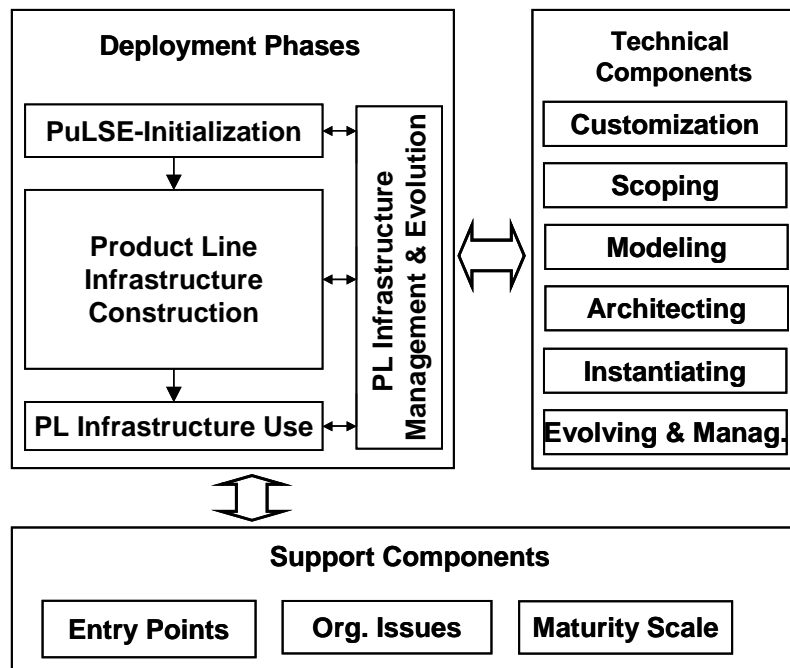 Deployment Phases
PuLSE-Initialization
Product Line
Infrastructure
Construction
PL Infrastructure Use
PL Infrastructure
Management & Evolution
Technical
Components
Customization
Scoping
Modeling
Architecting
Instantiating
Evolving & Manag.
Support Components
Entry Points
Org. Issues
Maturity Scale